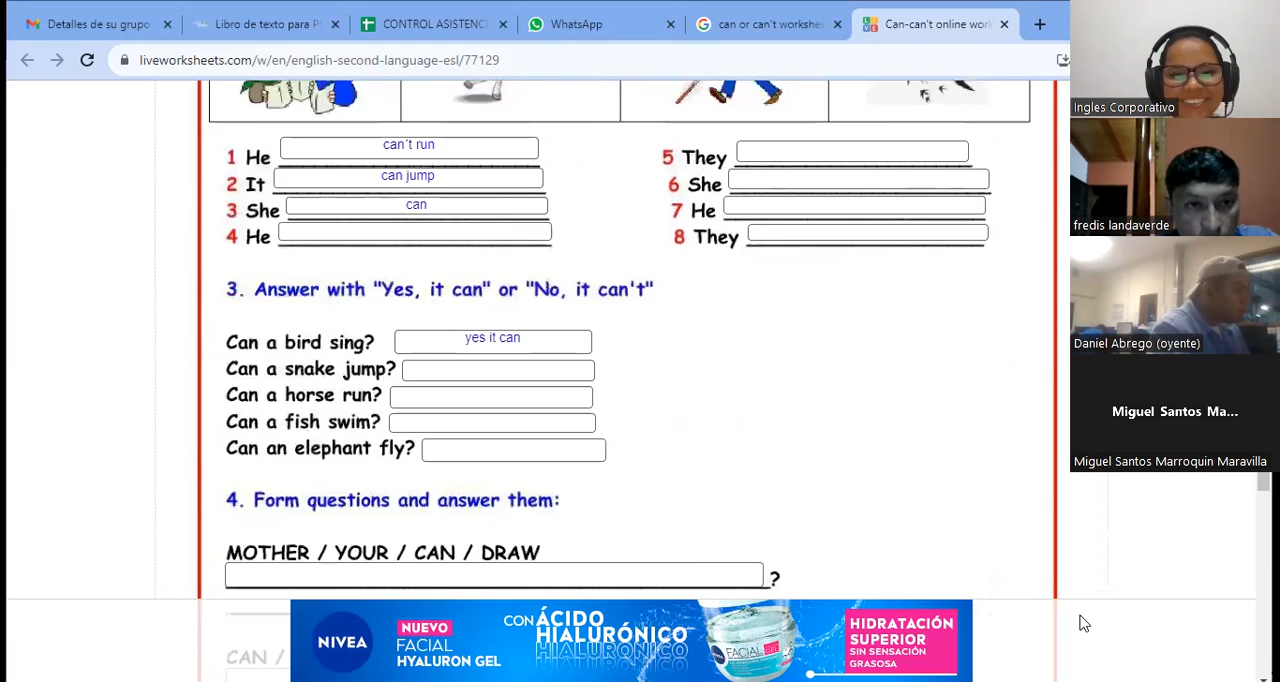 Detalles de su grupo
Libro de texto para P
CONTROL ASISTENC
WhatsApp
can or can't workshe
Can-can't online wor
liveworksheets.com/w/en/english-second-language-esl/77129
1 He can´t run
2 It can jump
3 She can
4 He
5 They
6 She
7 He
8 They
3. Answer with "Yes, it can" or "No, it can't"
Can a bird sing? yes it can
Can a snake jump?
Can a horse run?
Can a fish swim?
Can an elephant fly?
4. Form questions and answer them:
MOTHER / YOUR / CAN / DRAW
?
CAN /
NIVEA
NUEVO
FACIAL
HYALURON GEL
CON ÁCIDO
HIALURÓNICO
HIALURÓNICO
FACIAL
HIDRATACIÓN
SUPERIOR
SIN SENSACIÓN
GRASOSA
Ingles Corporativo
fredis landaverde
Daniel Abrego (oyente)
Miguel Santos Ma...
Miguel Santos Marroquin Maravilla